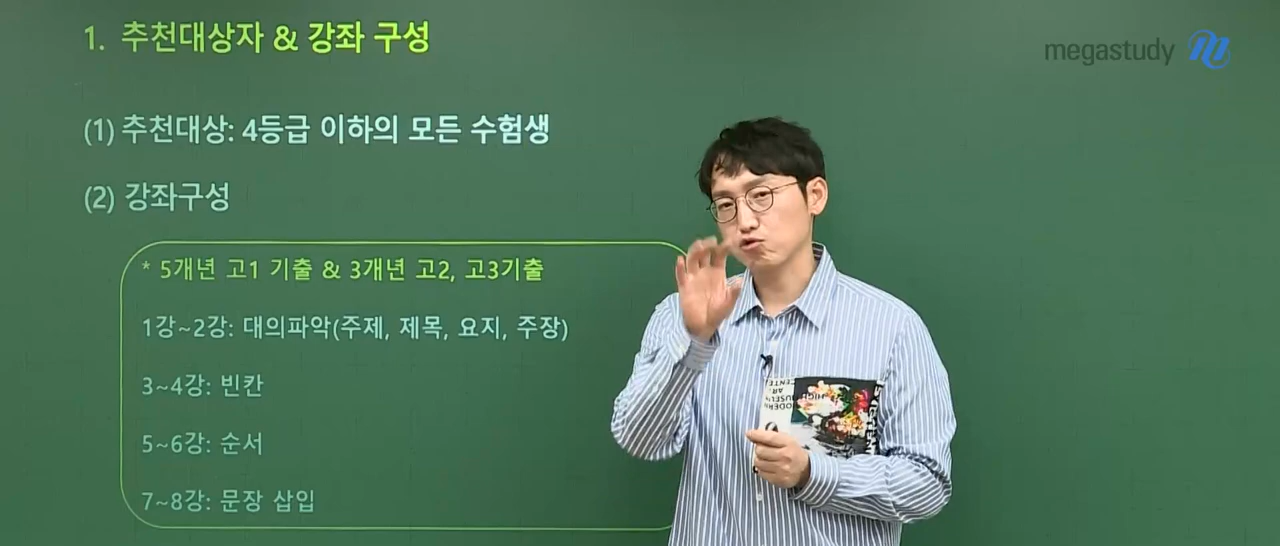 1. 추천대상자 & 강좌 구성
megastudy
(1) 추천대상: 4등급 이하의 모든 수험생
(2) 강좌구성
* 5개년 고1 기출 & 3개년 고2, 고3기출
1강~2강: 대의파악(주제, 제목, 요지, 주장)
3~4강: 빈칸
5~6강: 순서
7~8강: 문장 삽입